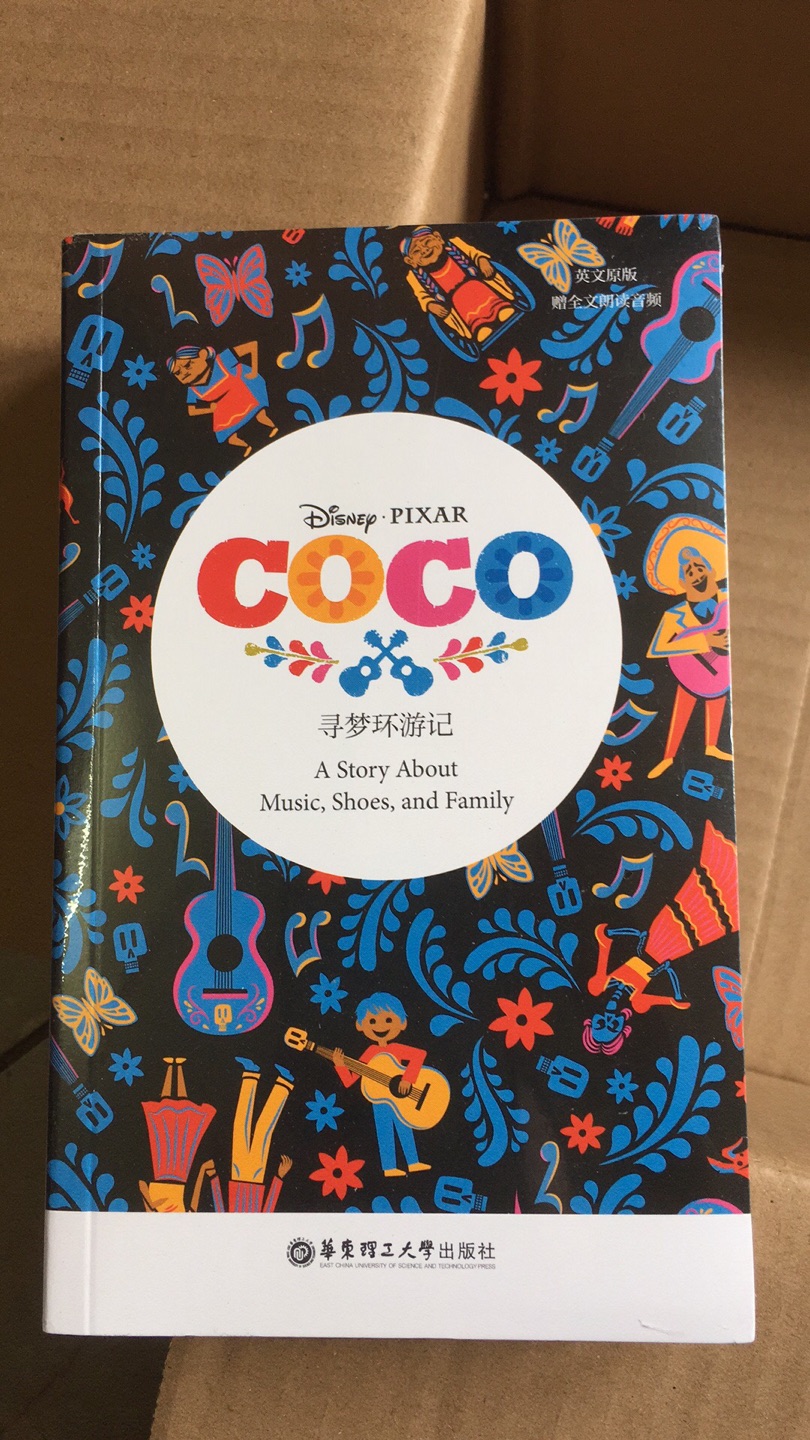 英文原版
赠全文朗读音频
Disney · PIXAR
COCO
寻梦环游记
A Story About
Music, Shoes, and Family
華東理工大學出版社
EAST CHINA UNIVERSITY OF SCIENCE AND TECHNOLOGY PRESS